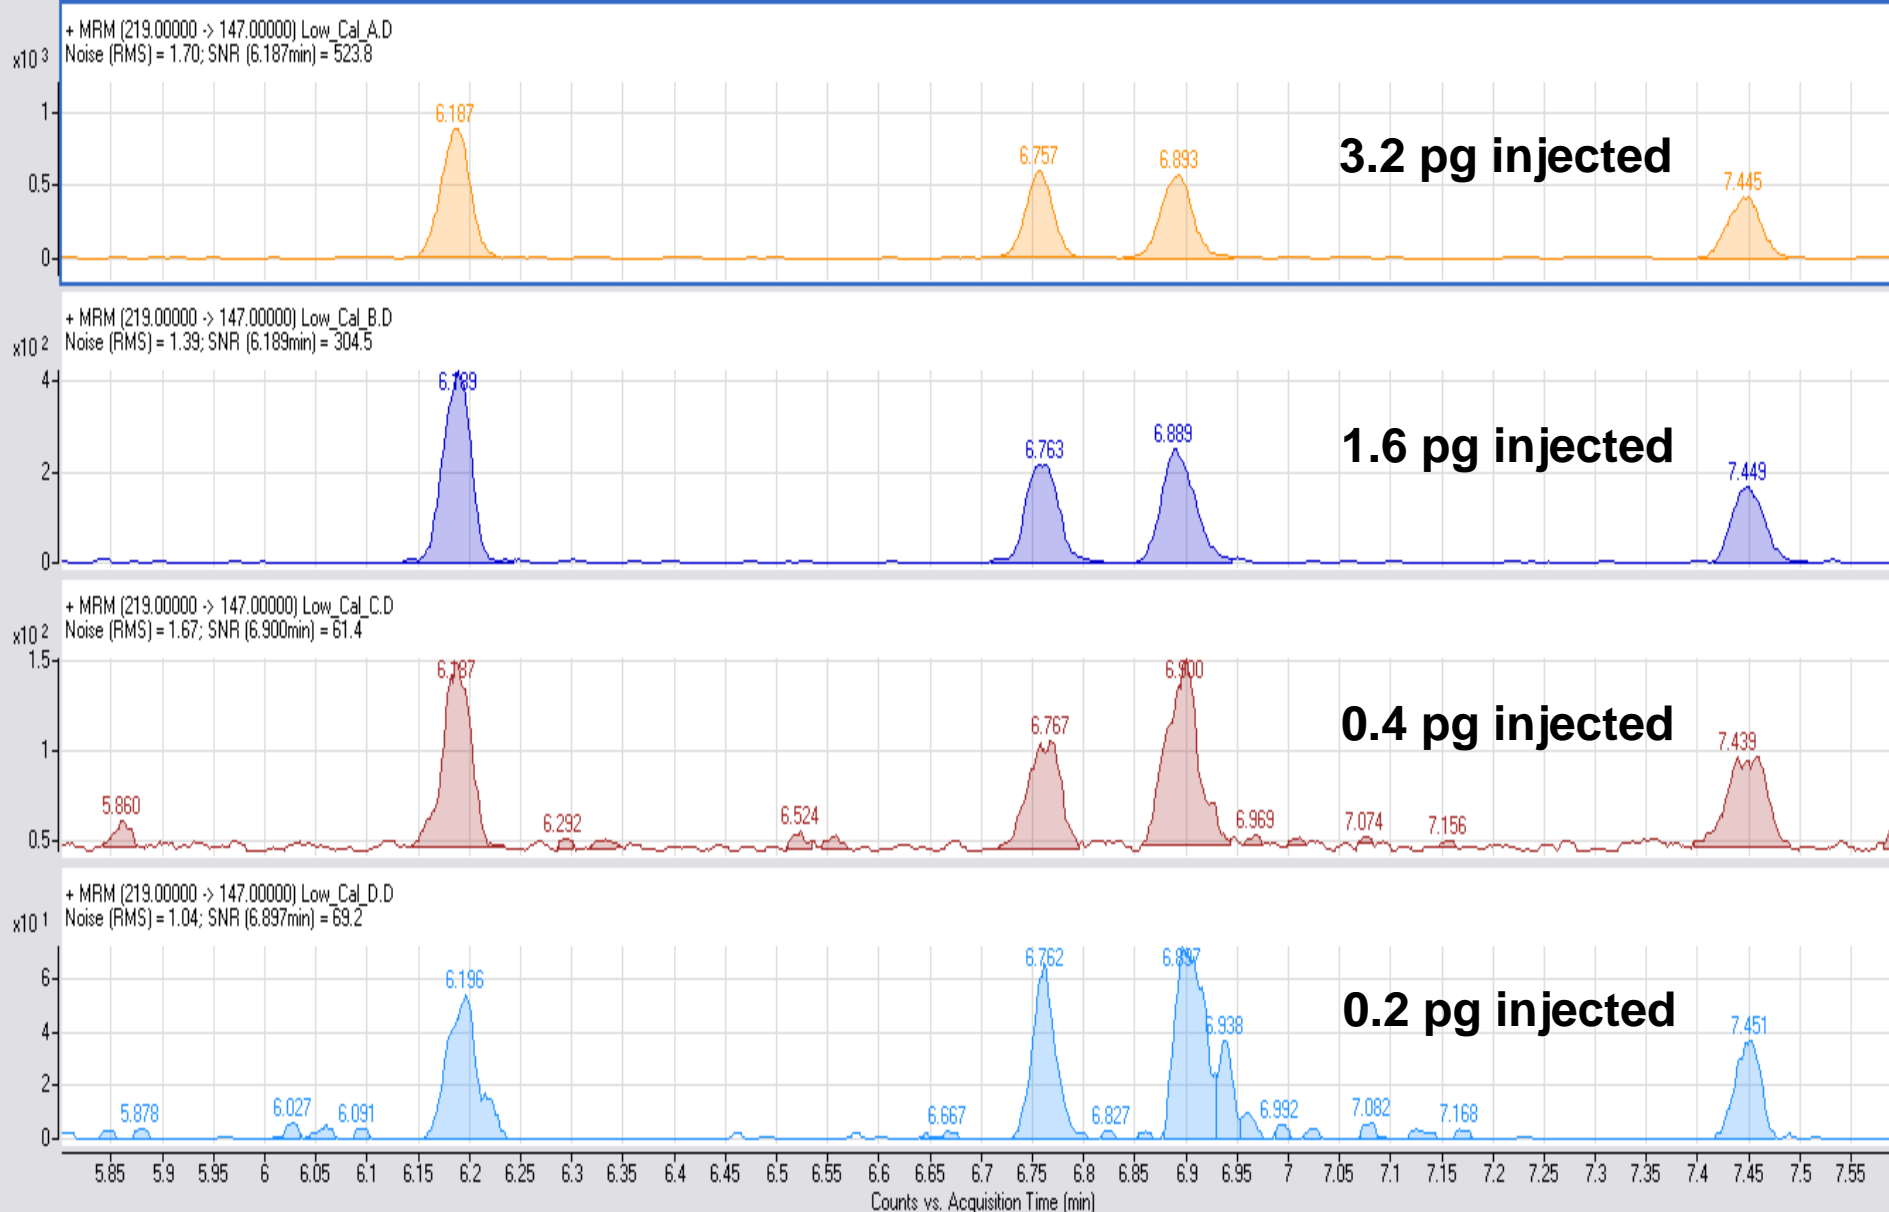 + MRM (219.00000 -> 147.00000) Low_Cal_A.D
Noise (RMS) = 1.70; SNR (6.187min) = 523.8
x10 3
1
0.5
0
6.187
6.757
6.893
7.445
3.2 pg injected
+ MRM (219.00000 -> 147.00000) Low_Cal_B.D
Noise (RMS) = 1.39; SNR (6.189min) = 304.5
x10 2
4
2
0
6.189
6.763
6.889
7.449
1.6 pg injected
+ MRM (219.00000 -> 147.00000) Low_Cal_C.D
Noise (RMS) = 1.67; SNR (6.900min) = 61.4
x10 2
1.5
1
0.5
5.860
6.187
6.292
6.524
6.767
6.900
6.969
7.074
7.156
7.439
0.4 pg injected
+ MRM (219.00000 -> 147.00000) Low_Cal_D.D
Noise (RMS) = 1.04; SNR (6.897min) = 69.2
x10 1
6
4
2
0
5.878
6.027
6.091
6.196
6.667
6.762
6.827
6.897
6.938
6.992
7.082
7.168
7.451
0.2 pg injected
5.85 5.9 5.95 6 6.05 6.1 6.15 6.2 6.25 6.3 6.35 6.4 6.45 6.5 6.55 6.6 6.65 6.7 6.75 6.8 6.85 6.9 6.95 7 7.05 7.1 7.15 7.2 7.25 7.3 7.35 7.4 7.45 7.5 7.55
Counts vs. Acquisition Time (min)